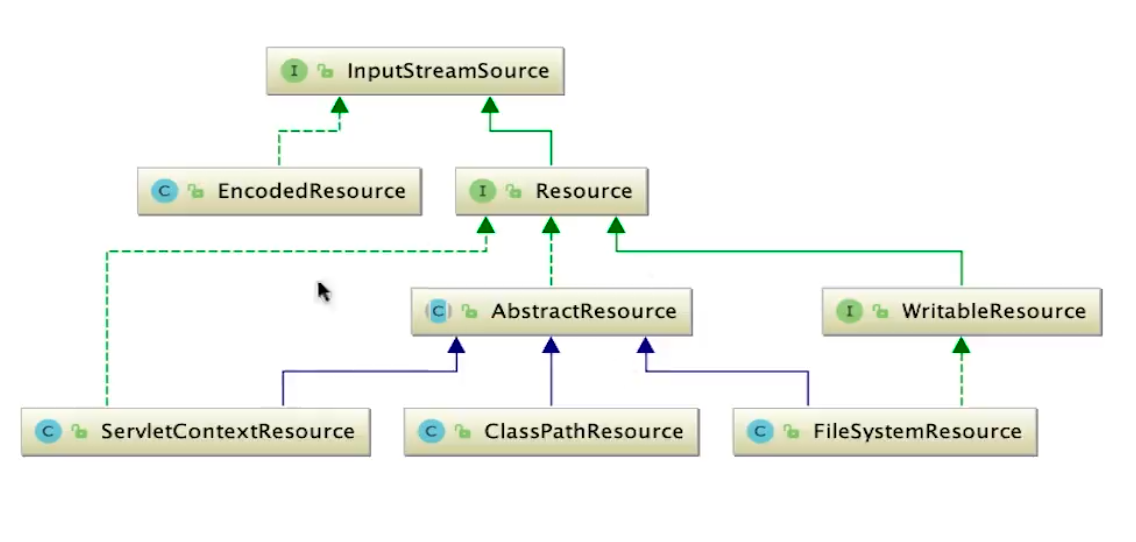 I InputStreamSource
C EncodedResource
I Resource
C AbstractResource
I WritableResource
C ServletContextResource
C ClassPathResource
C FileSystemResource